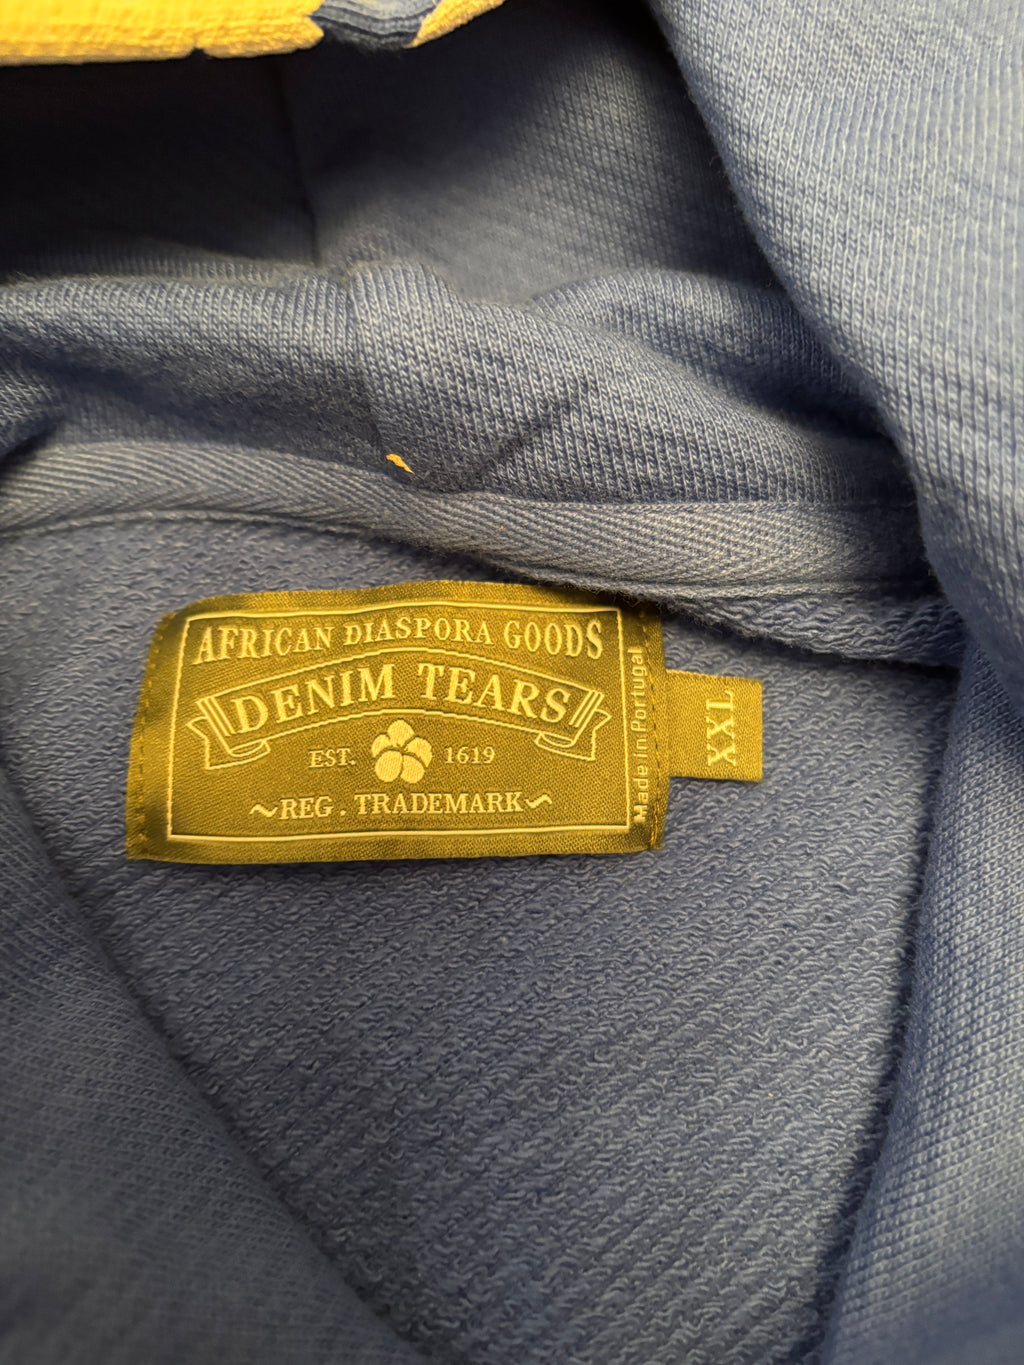 AFRICAN DIASPORA GOODS
DENIM TEARS
EST. 1619
~REG. TRADEMARK~
Made in Portugal
XXL